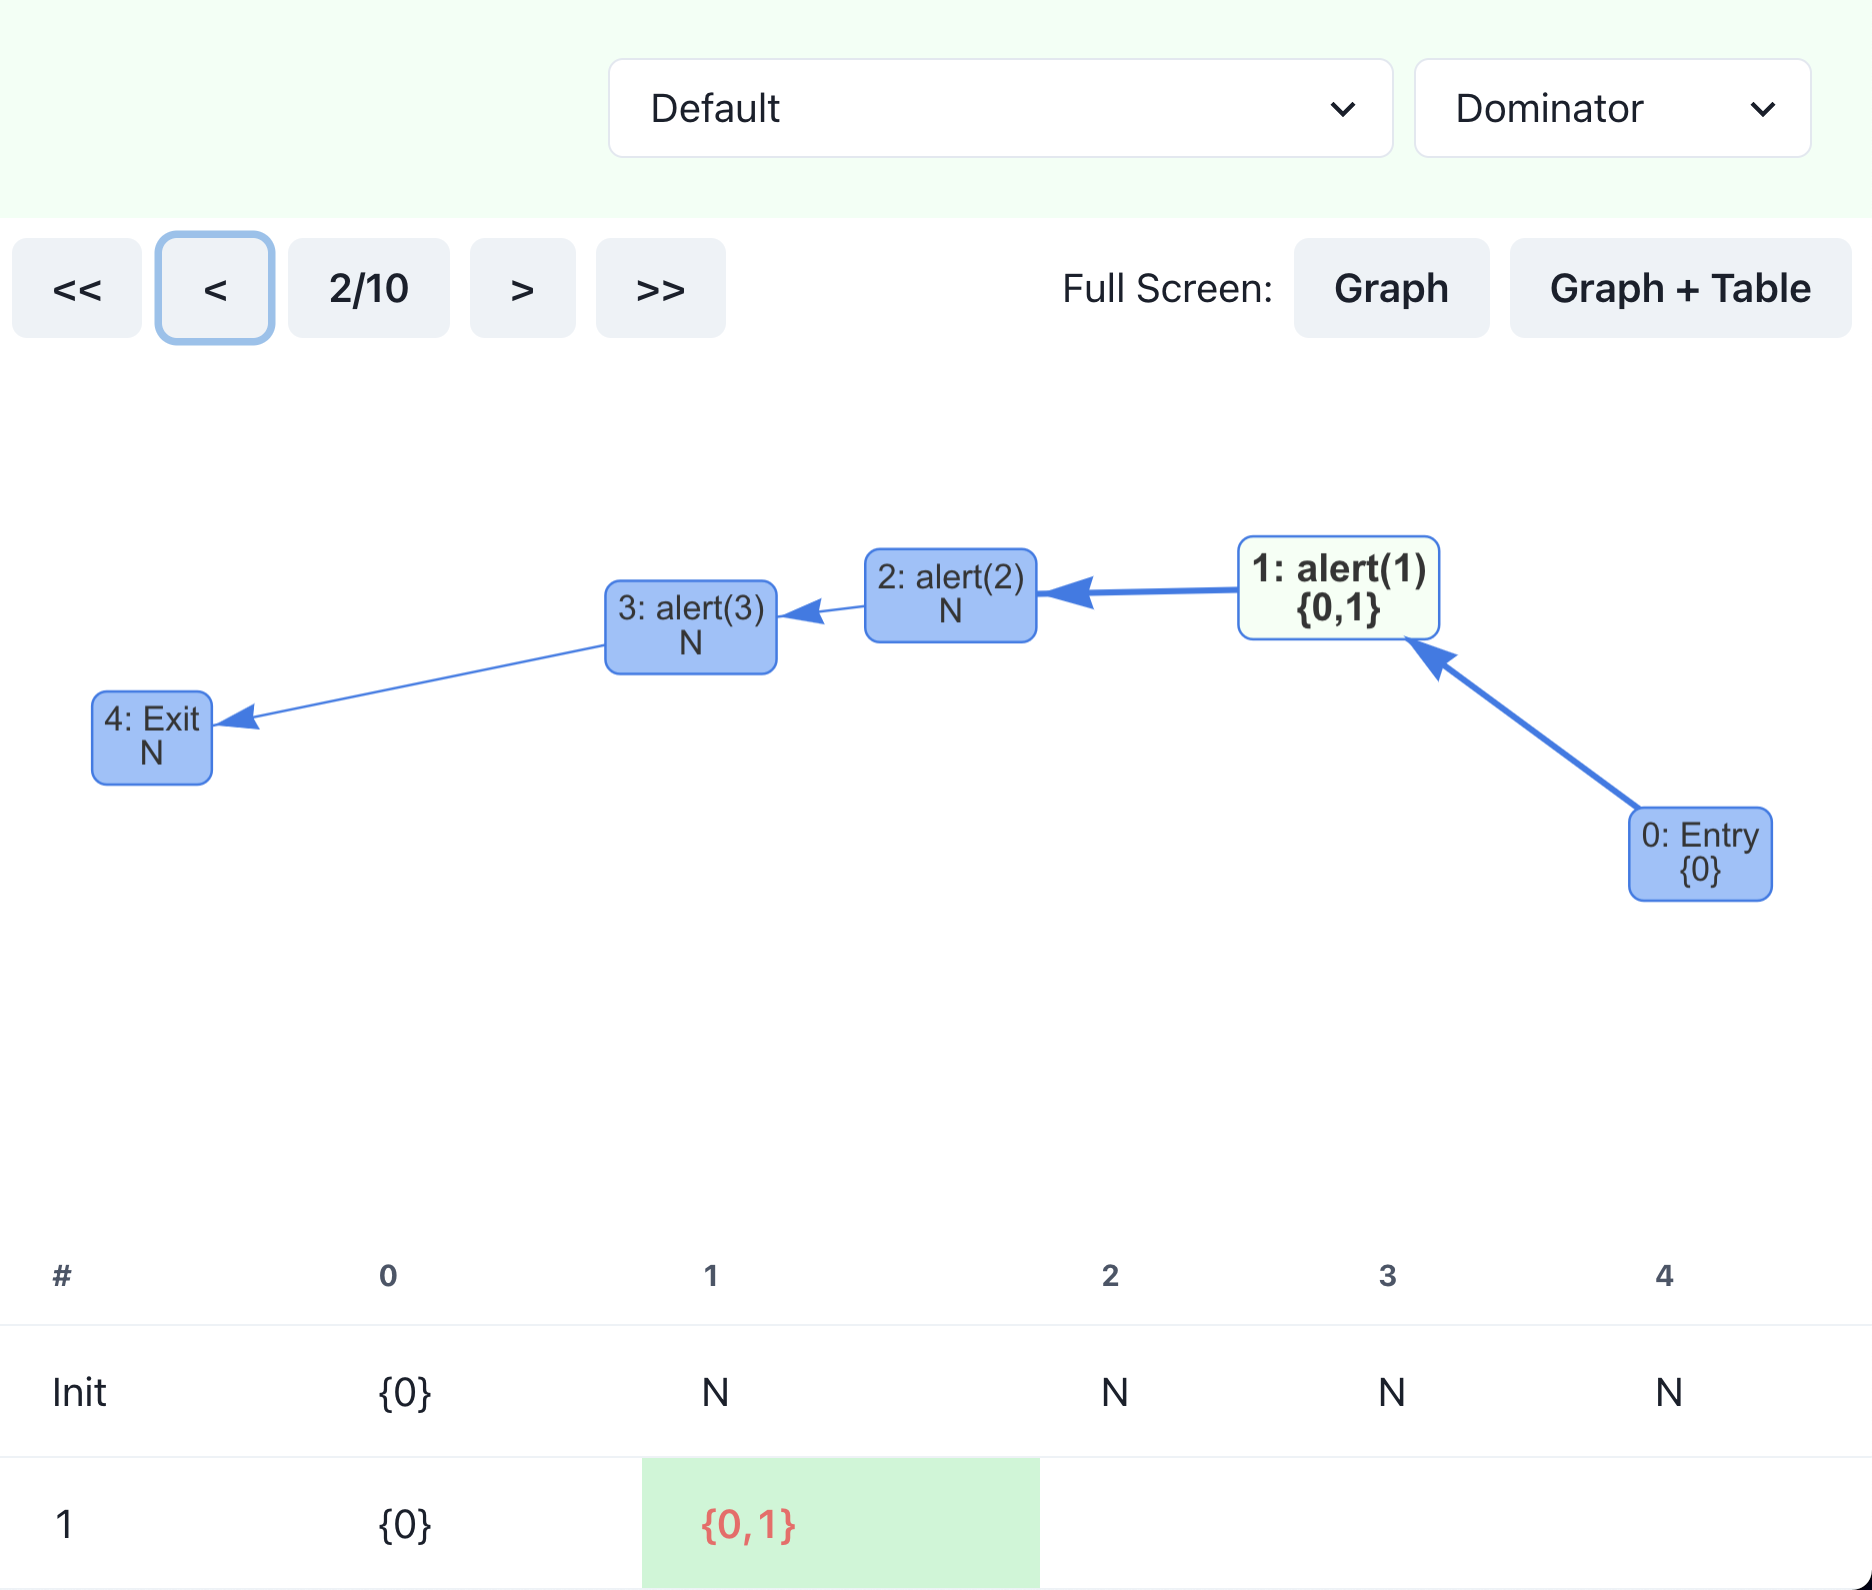 Default
Dominator
<<
<
2/10
>
>>
Full Screen:
Graph
Graph + Table
1: alert(1)
{0,1}
2: alert(2)
N
3: alert(3)
N
4: Exit
N
0: Entry
{0}
# 0 1 2 3 4
Init {0} N N N N
1 {0} {0,1}